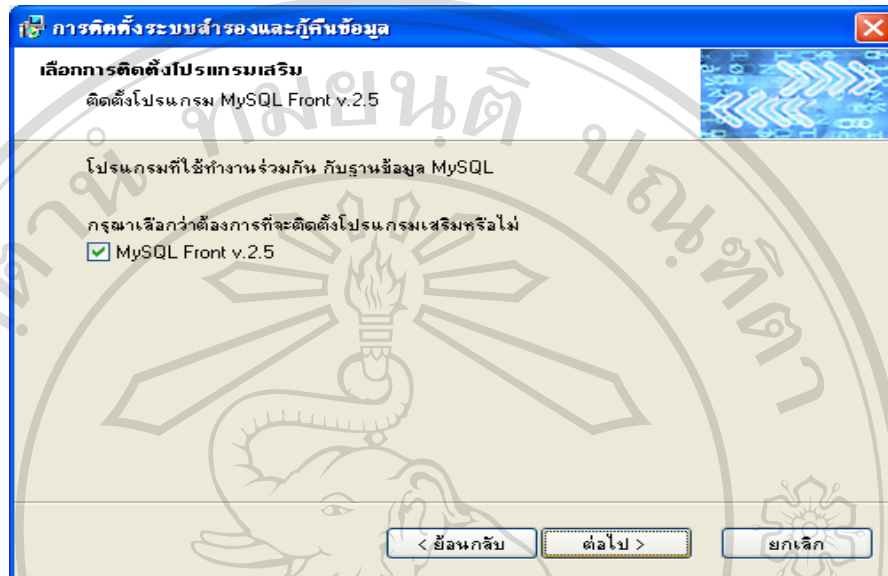 การติดตั้งระบบสำรองและกู้คืนข้อมูล
เลือกการติดตั้งโปรแกรมเสริม
ติดตั้งโปรแกรม MySQL Front v.2.5
โปรแกรมที่ใช้ทำงานร่วมกัน กับฐานข้อมูล MySQL
กรุณาเลือกว่าต้องการที่จะติดตั้งโปรแกรมเสริมหรือไม่
MySQL Front v.2.5
< ย้อนกลับ ต่อไป > ยกเลิก